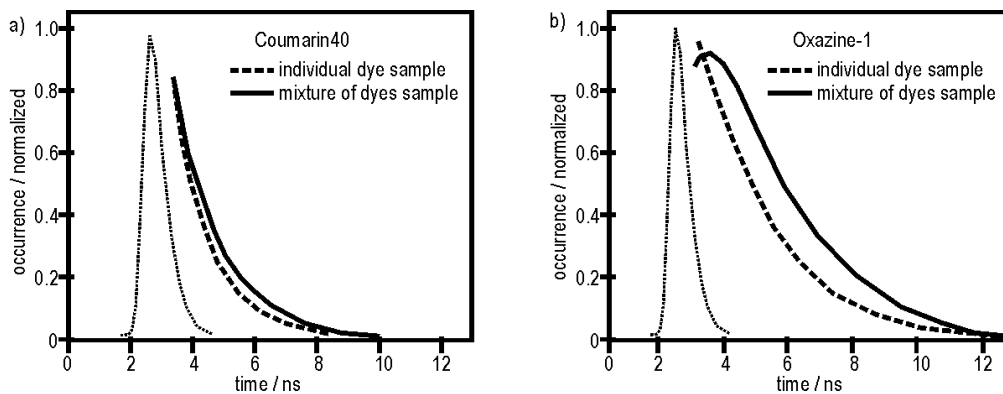 a)
Coumarin40
individual dye sample
mixture of dyes sample
occurrence / normalized
1.0
0.8
0.6
0.4
0.2
0
0 2 4 6 8 10 12
time / ns
b)
Oxazine-1
individual dye sample
mixture of dyes sample
occurrence / normalized
1.0
0.8
0.6
0.4
0.2
0
0 2 4 6 8 10 12
time / ns